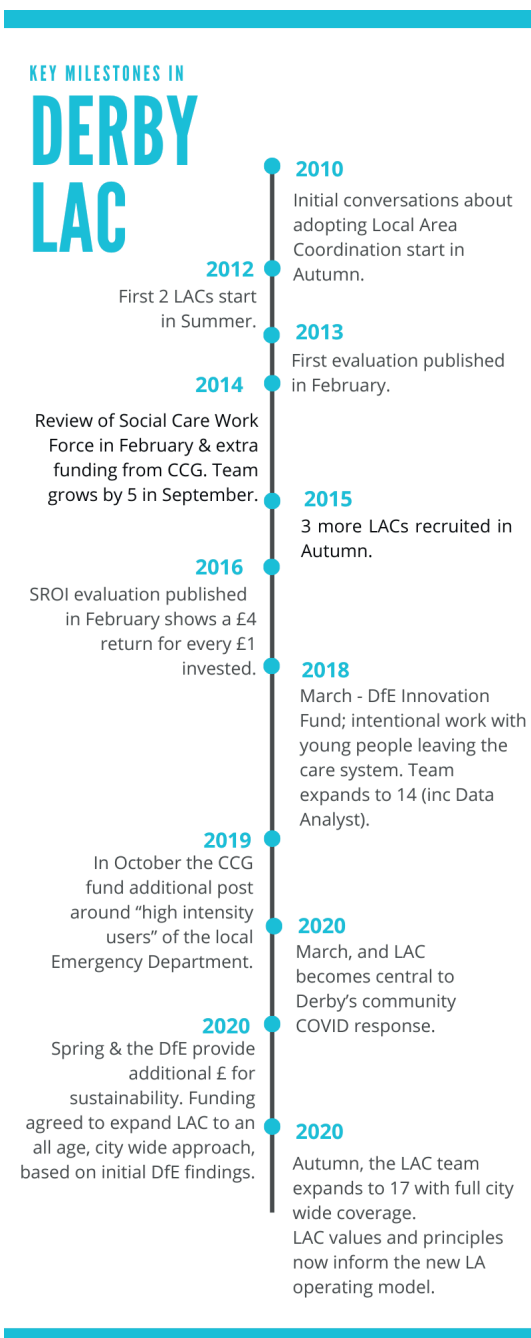 KEY MILESTONES IN
DERBY
LAC
2010
Initial conversations about
adopting Local Area
Coordination start in
Autumn.
2012
First 2 LACs start
in Summer.
2013
First evaluation published
in February.
2014
Review of Social Care Work
Force in February & extra
funding from CCG. Team
grows by 5 in September.
2015
3 more LACs recruited in
Autumn.
2016
SROI evaluation published
in February shows a £4
return for every £1
invested.
2018
March - DfE Innovation
Fund; intentional work with
young people leaving the
care system. Team
expands to 14 (inc Data
Analyst).
2019
In October the CCG
fund additional post
around “high intensity
users” of the local
Emergency Department.
2020
March, and LAC
becomes central to
Derby’s community
COVID response.
2020
Spring & the DfE provide
additional £ for
sustainability. Funding
agreed to expand LAC to an
all age, city wide approach,
based on initial DfE findings.
2020
Autumn, the LAC team
expands to 17 with full city
wide coverage.
LAC values and principles
now inform the new LA
operating model.